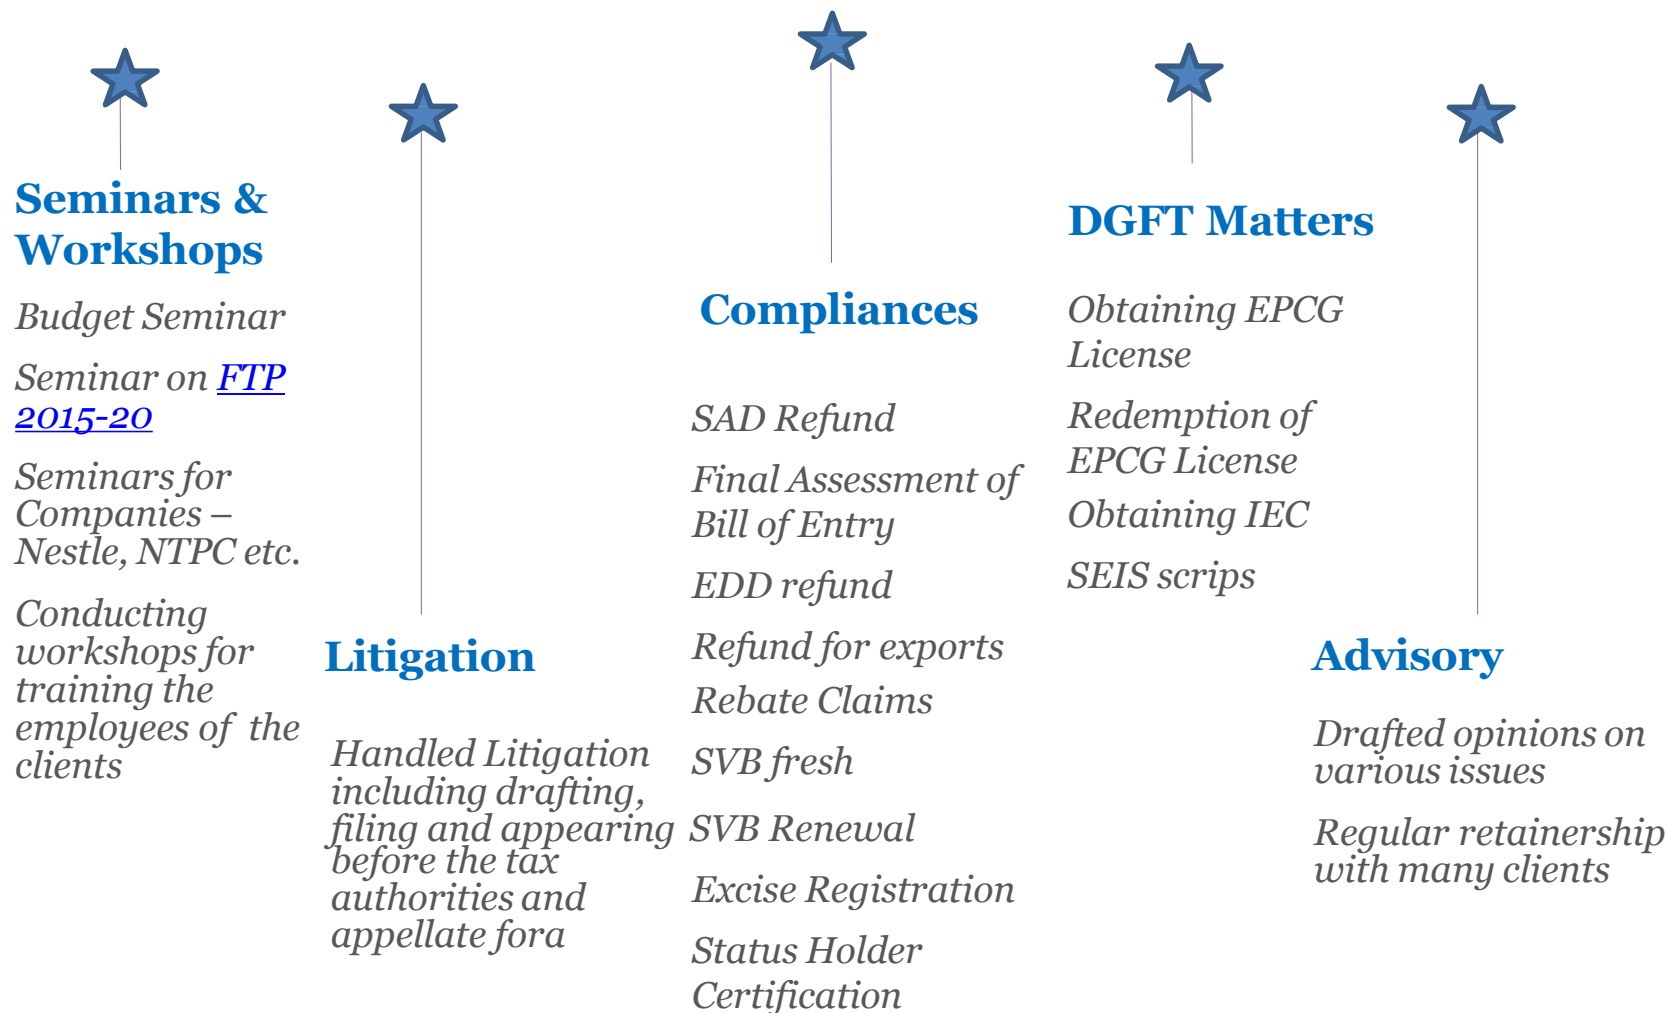 Seminars &
Workshops
Budget Seminar
Seminar on FTP
2015-20
Seminars for
Companies –
Nestle, NTPC etc.
Conducting
workshops for
training the
employees of  the
clients
Litigation
Handled Litigation
including drafting,
filing and appearing
before the tax
authorities and
appellate fora
Compliances
SAD Refund
Final Assessment of
Bill of Entry
EDD refund
Refund for exports
Rebate Claims
SVB fresh
SVB Renewal
Excise Registration
Status Holder
Certification
DGFT Matters
Obtaining EPCG
License
Redemption of
EPCG License
Obtaining IEC
SEIS scrips
Advisory
Drafted opinions on
various issues
Regular retainership
with many clients